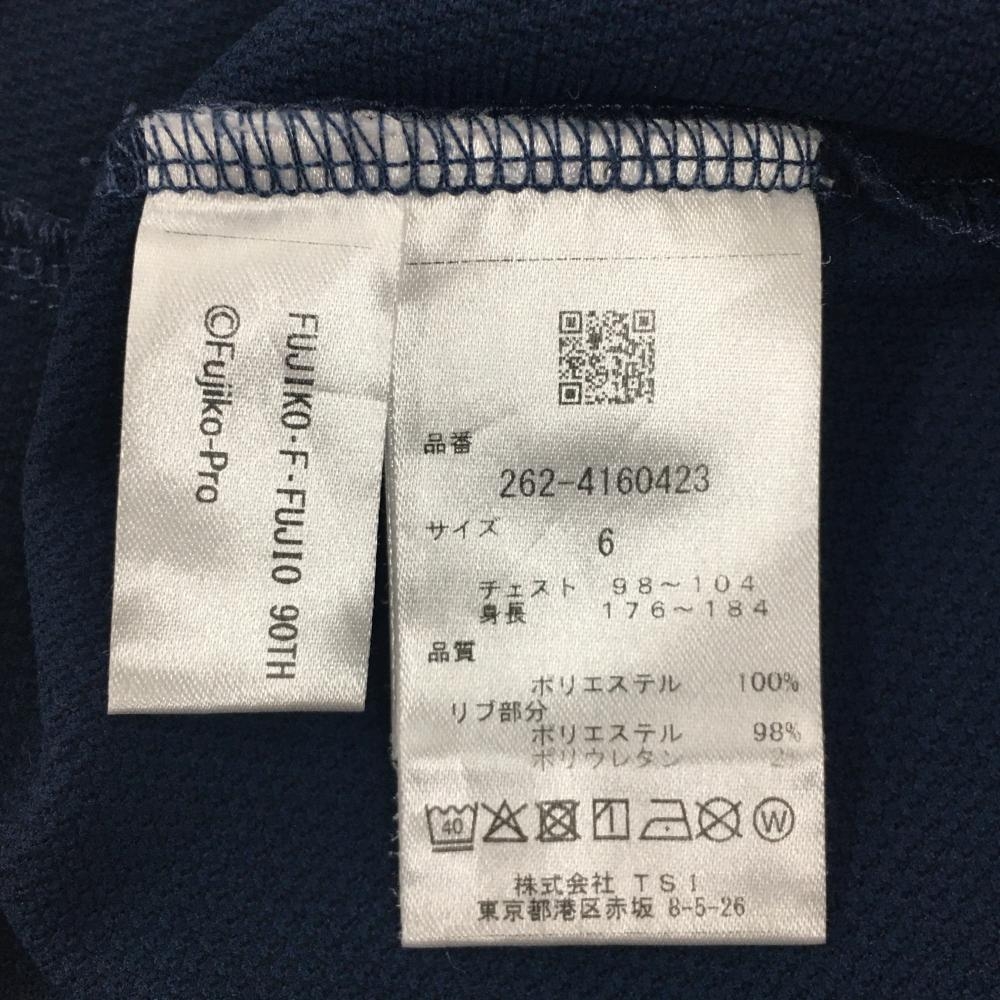 FUJIKO-F-FUJIO 90TH
©Fujiko-Pro
品番
262-4160423
サイズ
6
チェスト 98~104
身長 176~184
品質
ポリエステル 100%
リブ部分
ポリエステル 98%
ポリウレタン 2%
40
W
株式会社 TSI
東京都港区赤坂 8-5-26